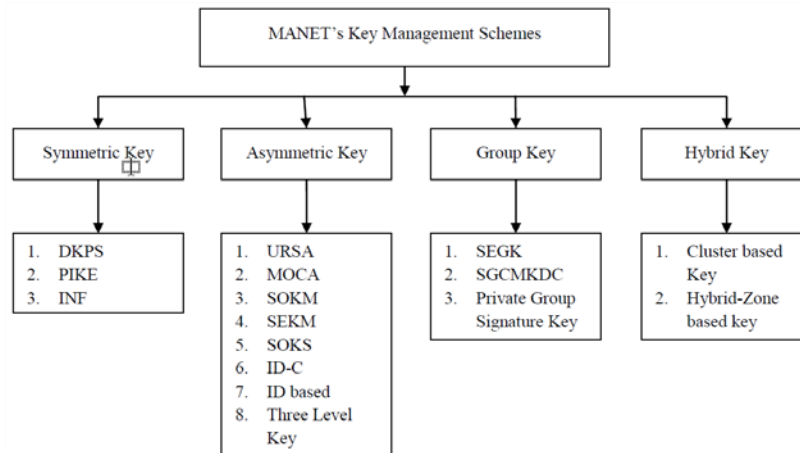 MANET's Key Management Schemes
Symmetric Key
Asymmetric Key
Group Key
Hybrid Key
1. DKPS
2. PIKE
3. INF
1. URSA
2. MOCA
3. SOKM
4. SEKM
5. SOKS
6. ID-C
7. ID based
8. Three Level
Key
1. SEGK
2. SGCMKDC
3. Private Group
Signature Key
1. Cluster based
Key
2. Hybrid-Zone
based key